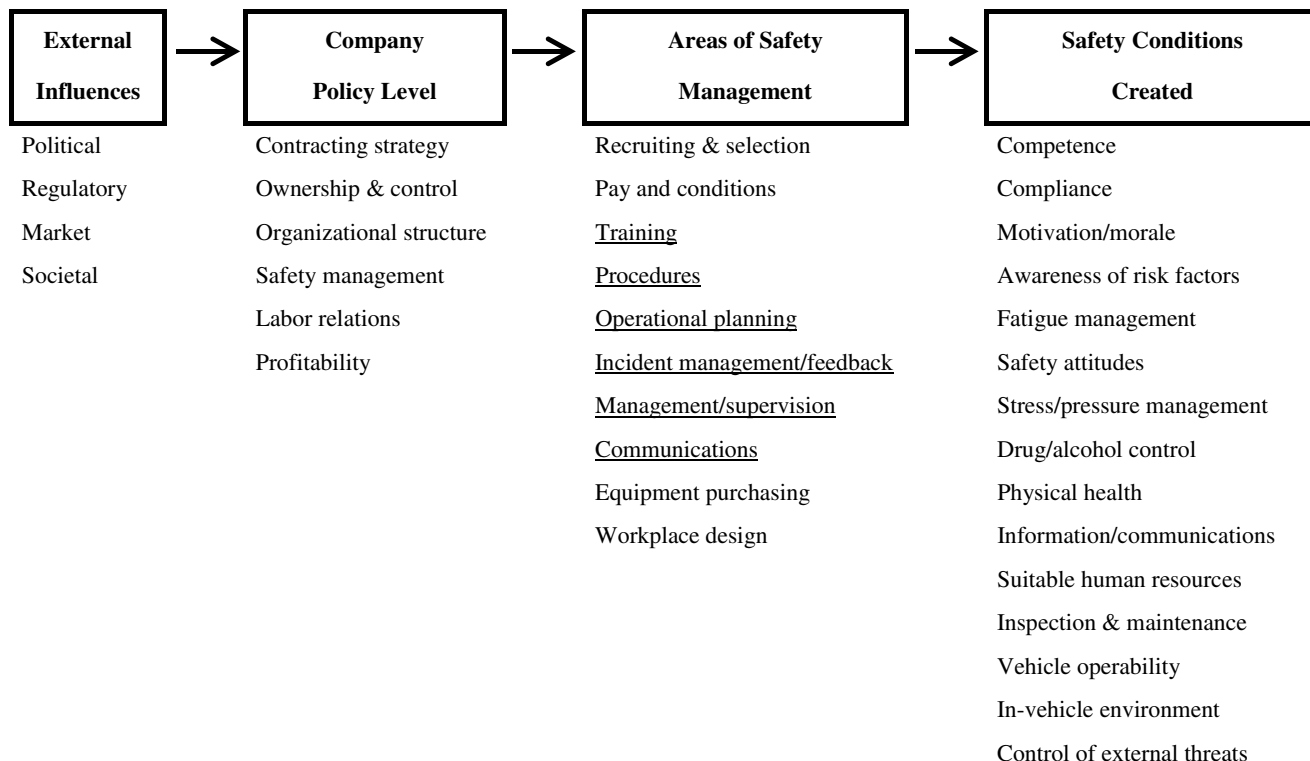 External
Influences
Company
Policy Level
Areas of Safety
Management
Safety Conditions
Created
Political
Regulatory
Market
Societal
Contracting strategy
Ownership & control
Organizational structure
Safety management
Labor relations
Profitability
Recruiting & selection
Pay and conditions
Training
Procedures
Operational planning
Incident management/feedback
Management/supervision
Communications
Equipment purchasing
Workplace design
Competence
Compliance
Motivation/morale
Awareness of risk factors
Fatigue management
Safety attitudes
Stress/pressure management
Drug/alcohol control
Physical health
Information/communications
Suitable human resources
Inspection & maintenance
Vehicle operability
In-vehicle environment
Control of external threats